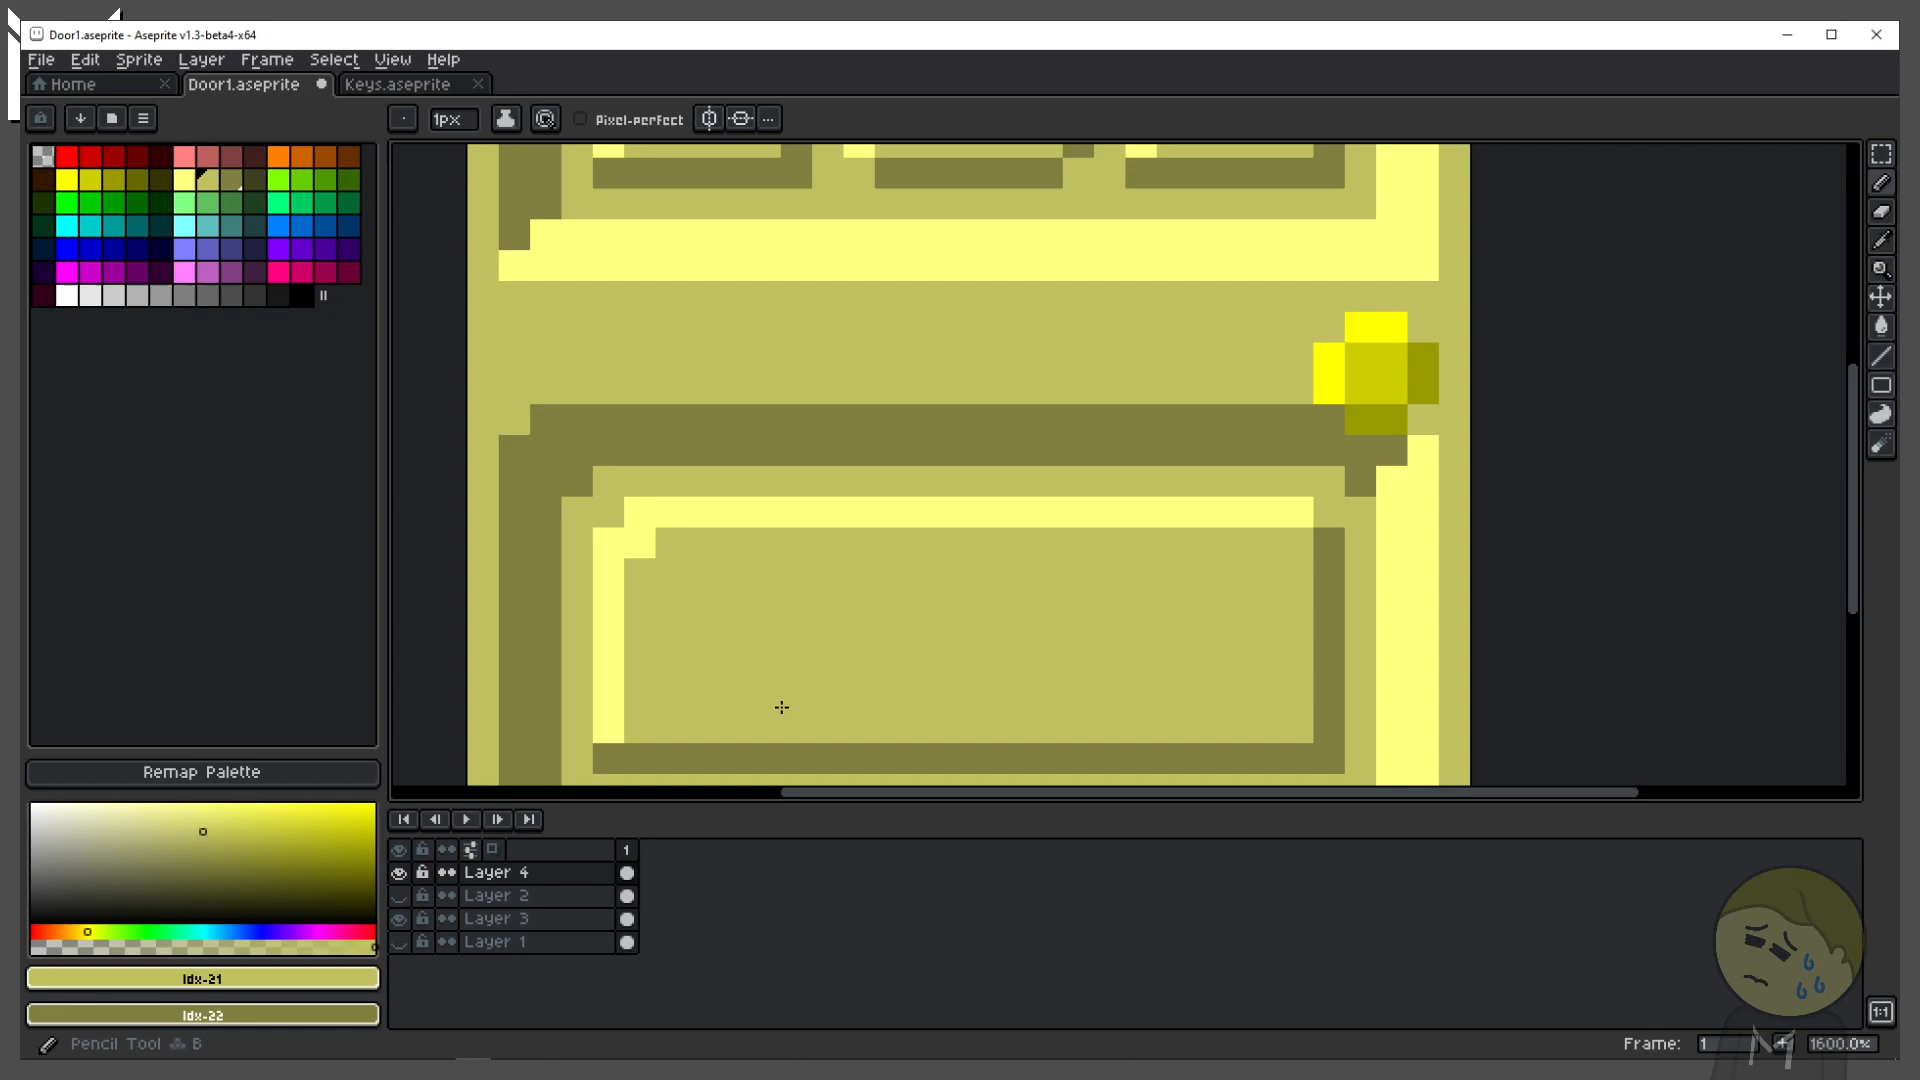 Door1.aseprite - Aseprite v1.3-beta4-x64
File Edit Sprite Layer Frame Select View Help
Home Door1.aseprite Keys.aseprite
1px Pixel-perfect
Remap Palette
1
Layer 4
Layer 2
Layer 3
Layer 1
Idx-21
Idx-22
1:1
Pencil Tool B Frame: 1 1600.0%